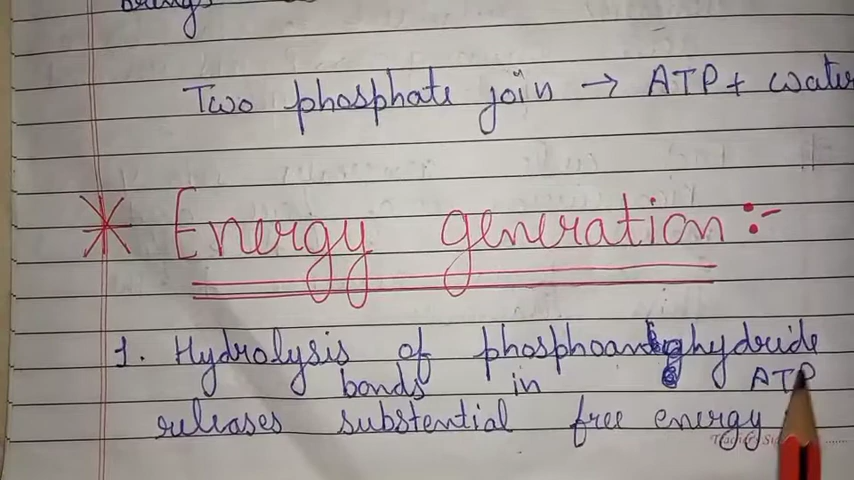 Two phosphate join → ATP + water
* Energy generation :-
1. Hydrolysis of phosphoanhydride
bonds in ATP
releases substential free energy